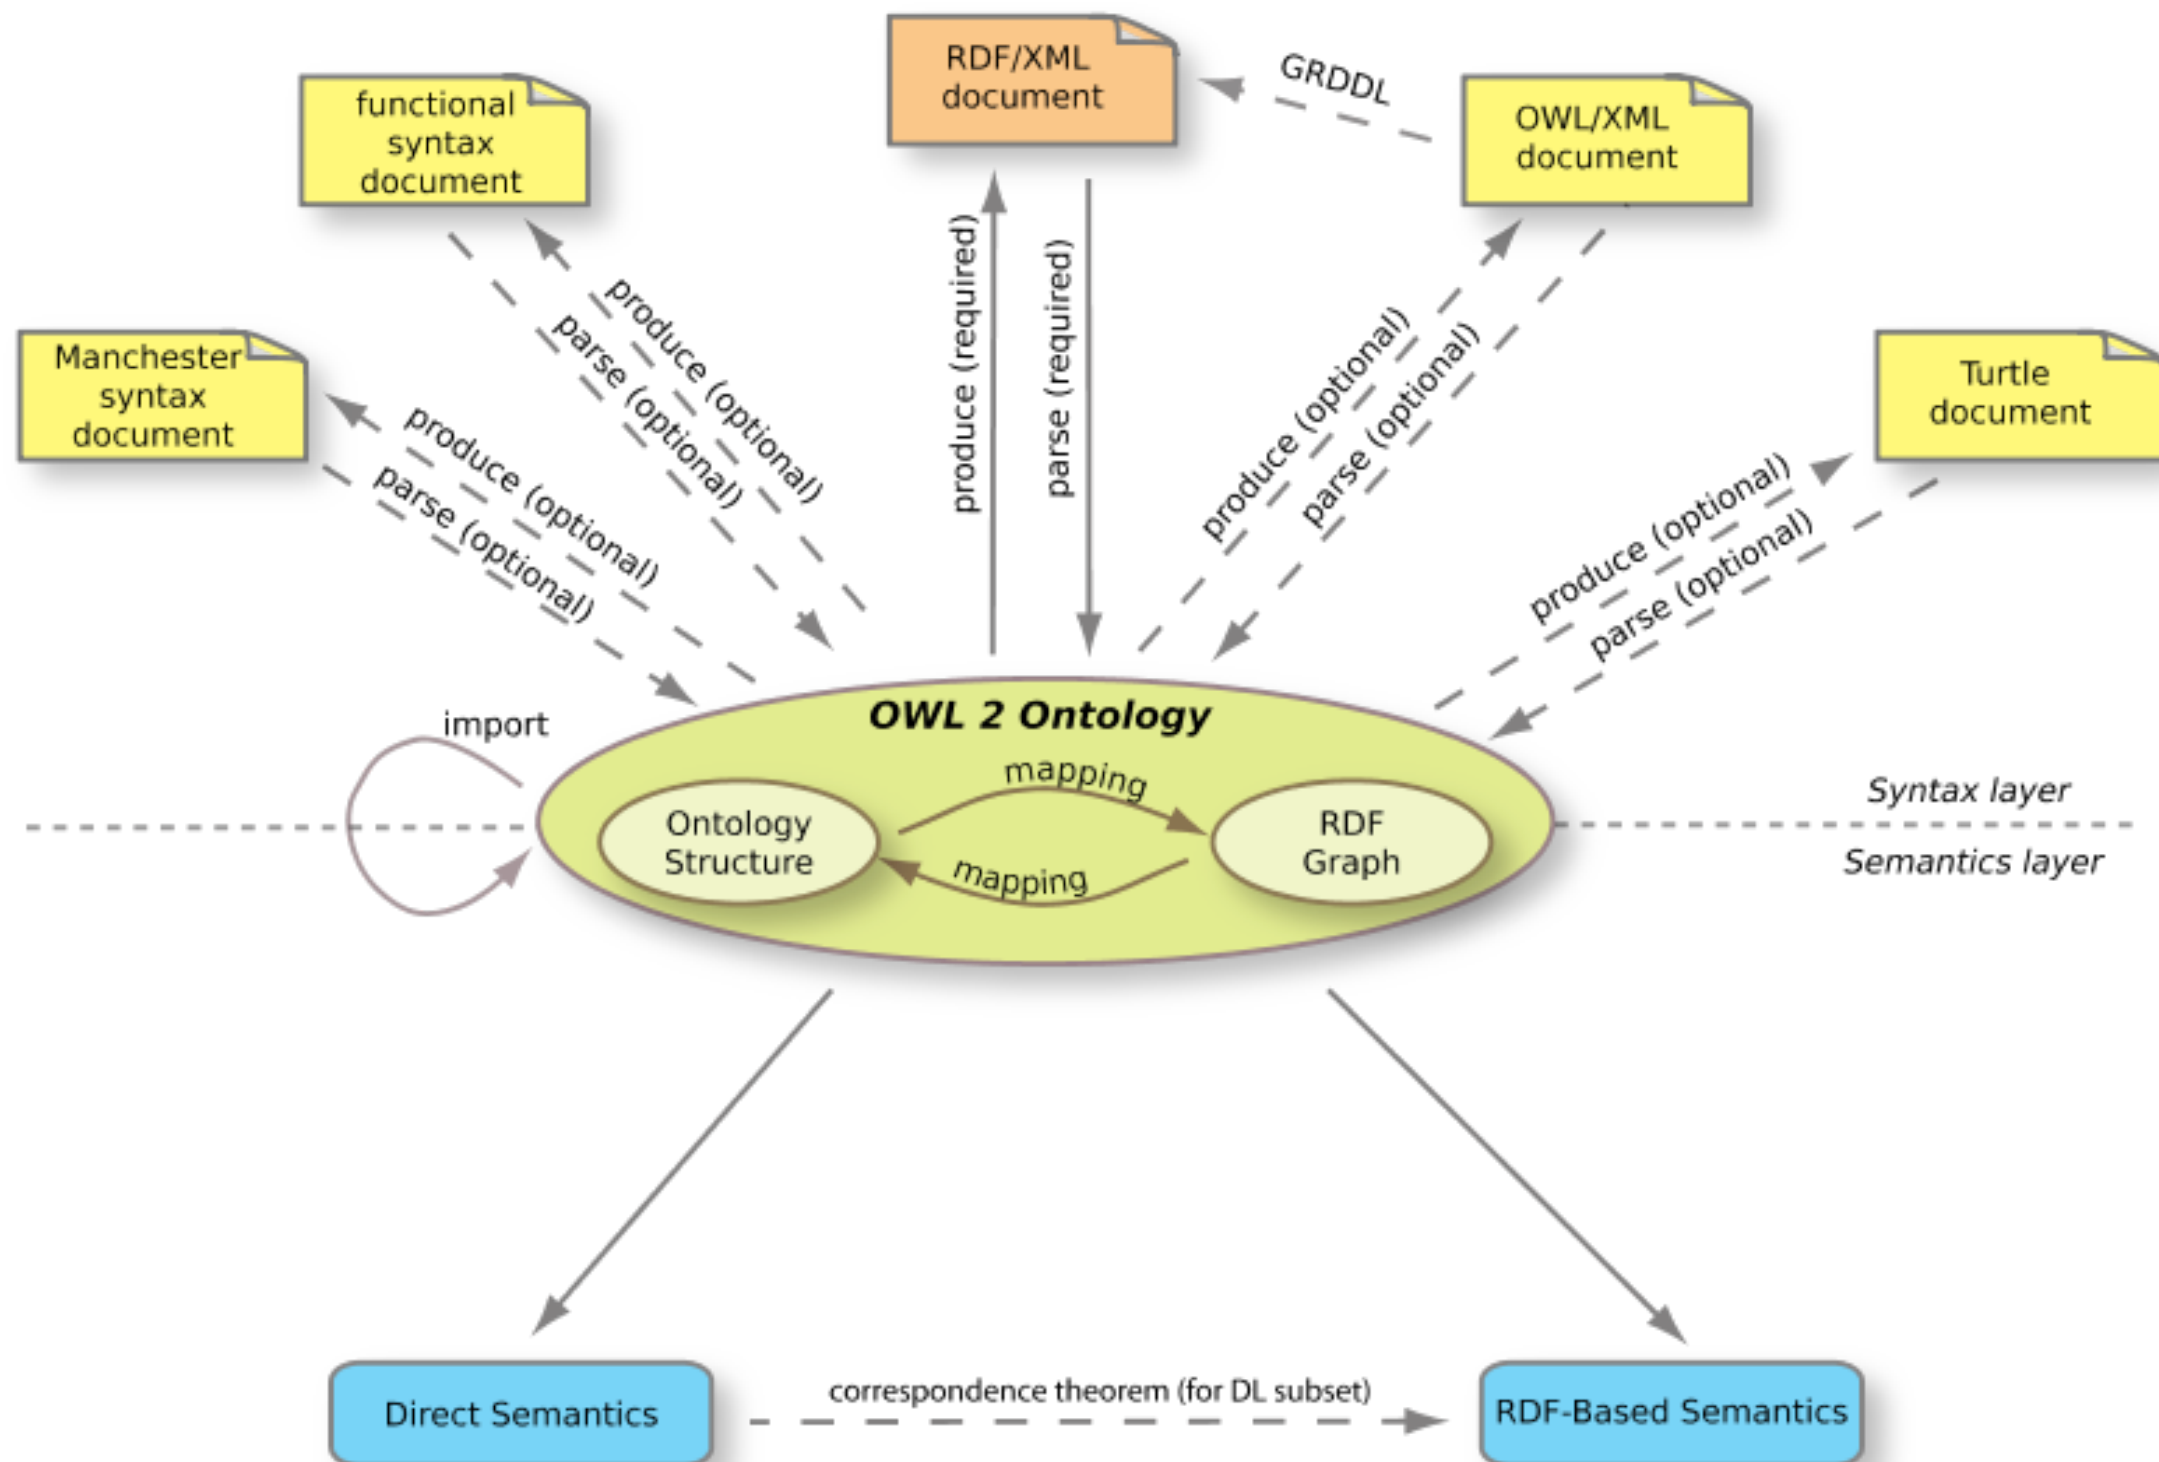 RDF/XML
document
GRDDL
functional
syntax
document
OWL/XML
document
Manchester
syntax
document
Turtle
document
produce (optional)
parse (optional)
produce (optional)
parse (optional)
produce (required)
parse (required)
produce (optional)
parse (optional)
produce (optional)
parse (optional)
import
OWL 2 Ontology
mapping
Ontology
Structure
RDF
Graph
mapping
Syntax layer
Semantics layer
Direct Semantics
correspondence theorem (for DL subset)
RDF-Based Semantics